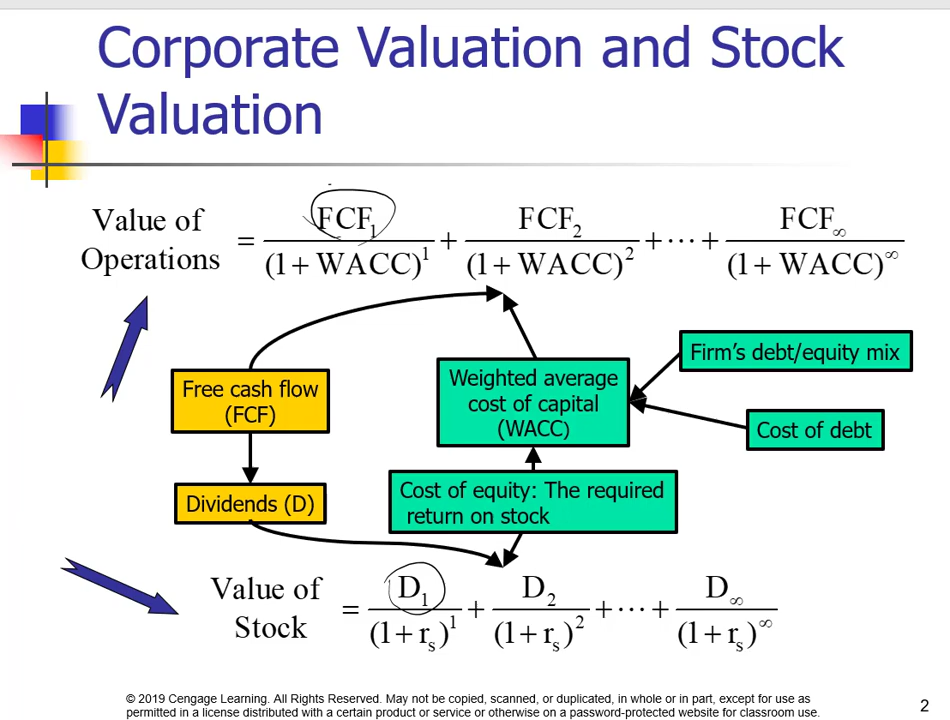 Corporate Valuation and Stock
Valuation
Value of
Operations
= FCF₁/(1 + WACC)¹ + FCF₂/(1 + WACC)² + ··· + FCF∞/(1 + WACC)∞
Firm’s debt/equity mix
Free cash flow
(FCF)
Weighted average
cost of capital
(WACC)
Cost of debt
Dividends (D)
Cost of equity: The required
return on stock
Value of
Stock
= D₁/(1 + rₛ)¹ + D₂/(1 + rₛ)² + ··· + D∞/(1 + rₛ)∞
© 2019 Cengage Learning. All Rights Reserved. May not be copied, scanned, or duplicated, in whole or in part, except for use as
permitted in a license distributed with a certain product or service or otherwise on a password-protected website for classroom use.
2